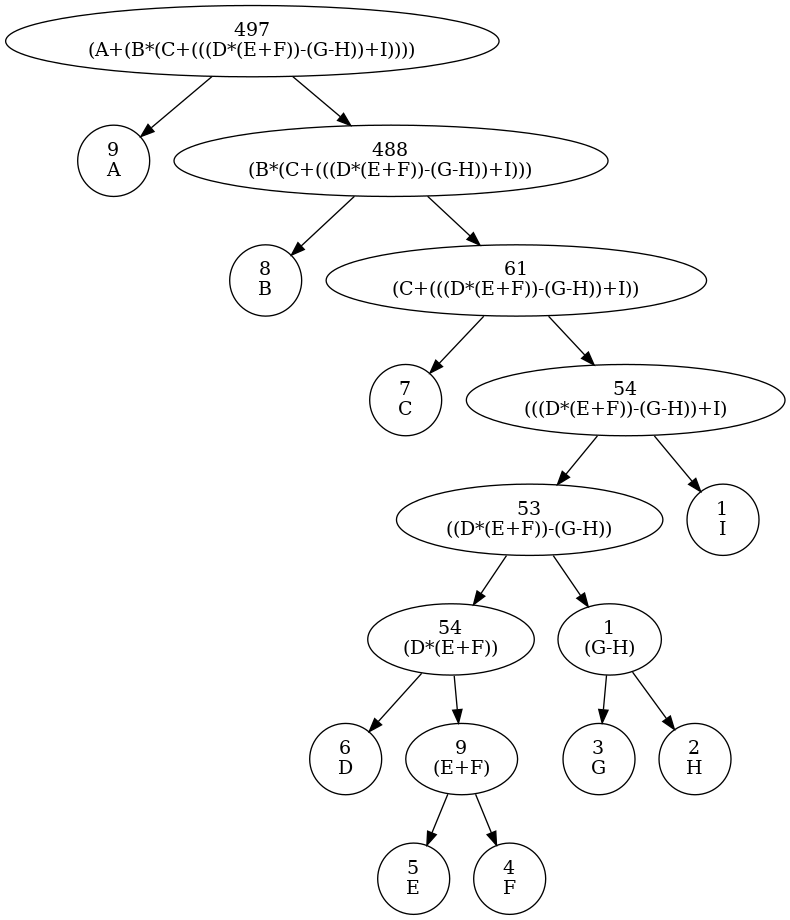 497
(A+(B*(C+(((D*(E+F))-(G-H))+I))))
9
A
488
(B*(C+(((D*(E+F))-(G-H))+I)))
8
B
61
(C+(((D*(E+F))-(G-H))+I))
7
C
54
(((D*(E+F))-(G-H))+I)
53
((D*(E+F))-(G-H))
1
I
54
(D*(E+F))
1
(G-H)
6
D
9
(E+F)
3
G
2
H
5
E
4
F